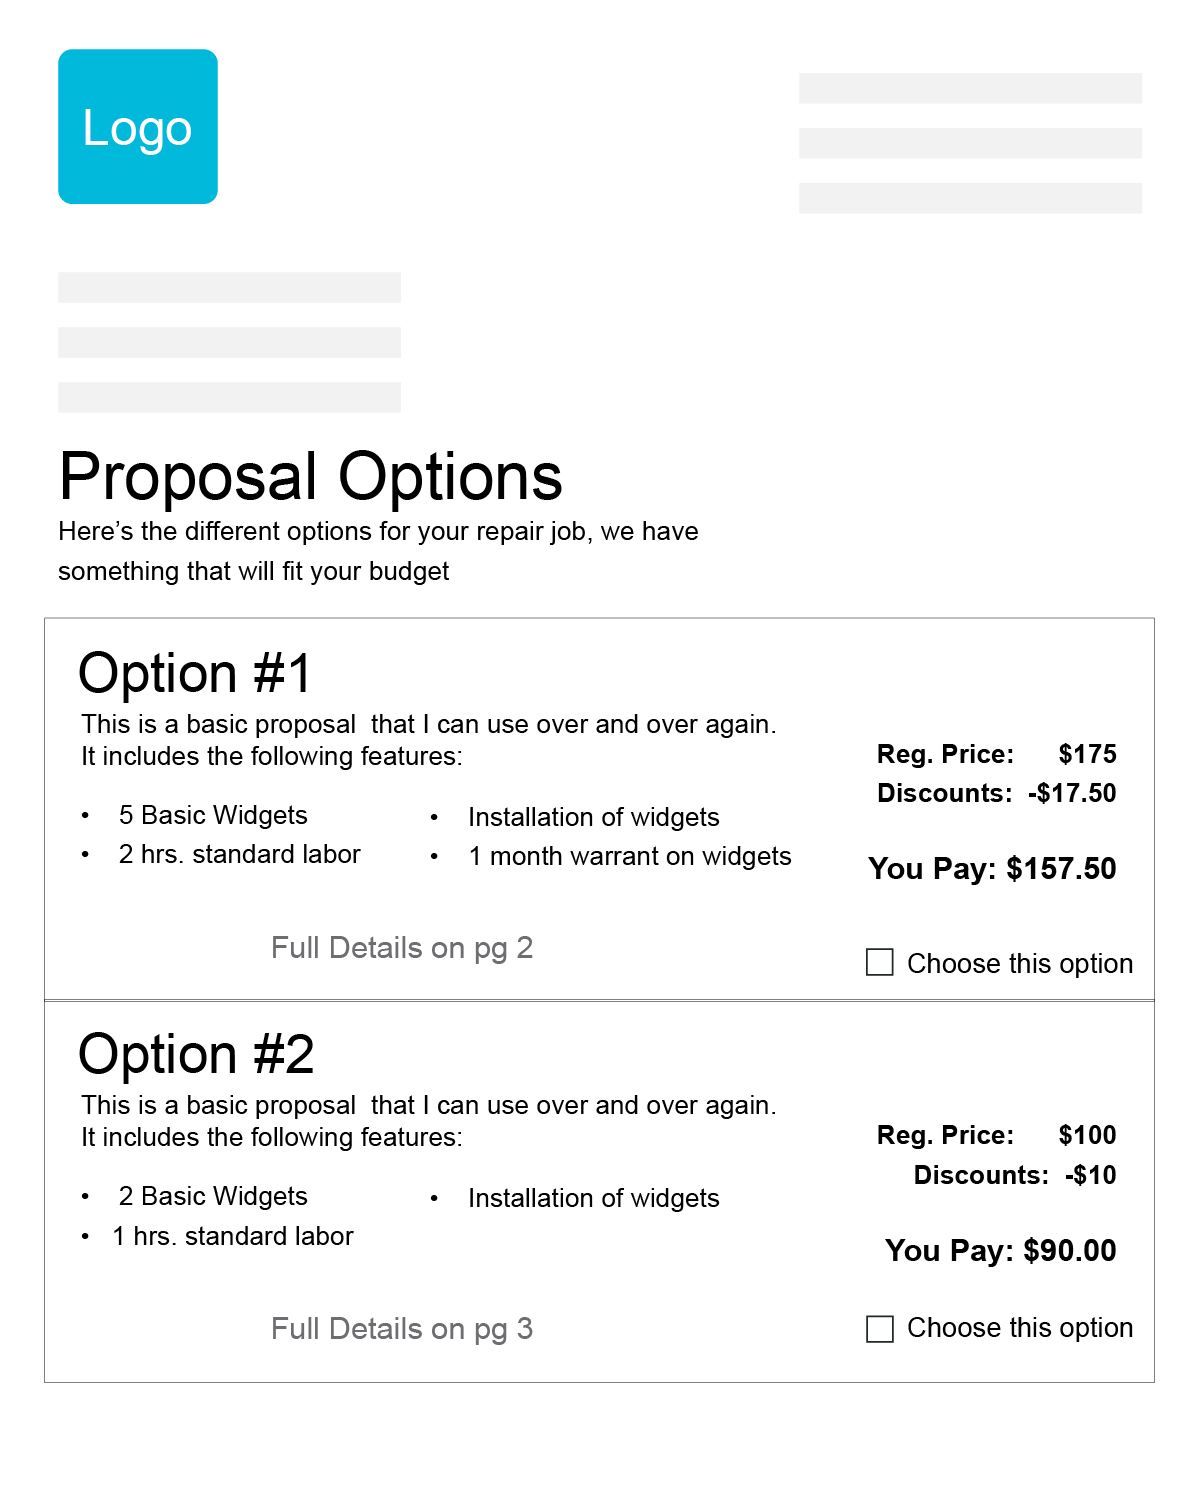 Logo
Proposal Options
Here’s the different options for your repair job, we have
something that will fit your budget
Option #1
This is a basic proposal  that I can use over and over again.
It includes the following features:
• 5 Basic Widgets
• 2 hrs. standard labor
• Installation of widgets
• 1 month warrant on widgets
Reg. Price: $175
Discounts: -$17.50
You Pay: $157.50
Full Details on pg 2
Choose this option
Option #2
This is a basic proposal  that I can use over and over again.
It includes the following features:
• 2 Basic Widgets
• 1 hrs. standard labor
• Installation of widgets
Reg. Price: $100
Discounts: -$10
You Pay: $90.00
Full Details on pg 3
Choose this option